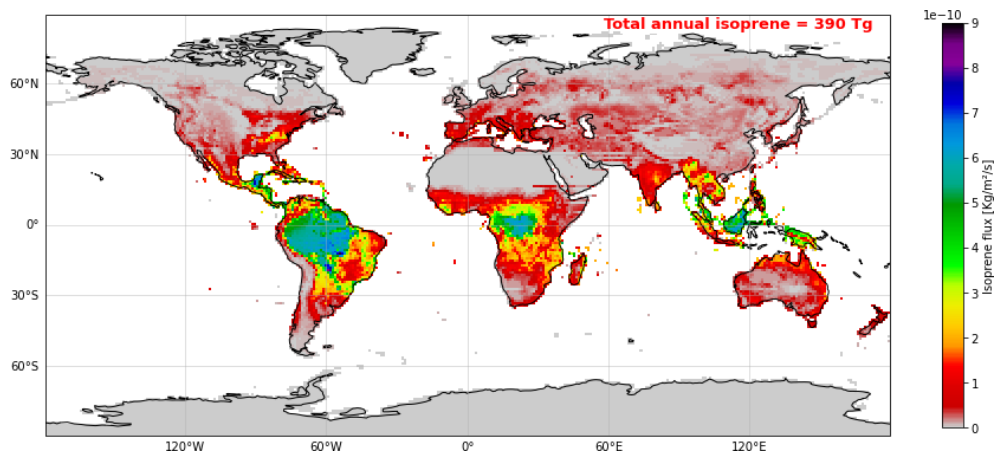 Total annual isoprene = 390 Tg
1e−10
60°N
30°N
0°
30°S
60°S
120°W
60°W
0°
60°E
120°E
9
8
7
6
5
4
3
2
1
0
Isoprene flux [Kg/m²/s]